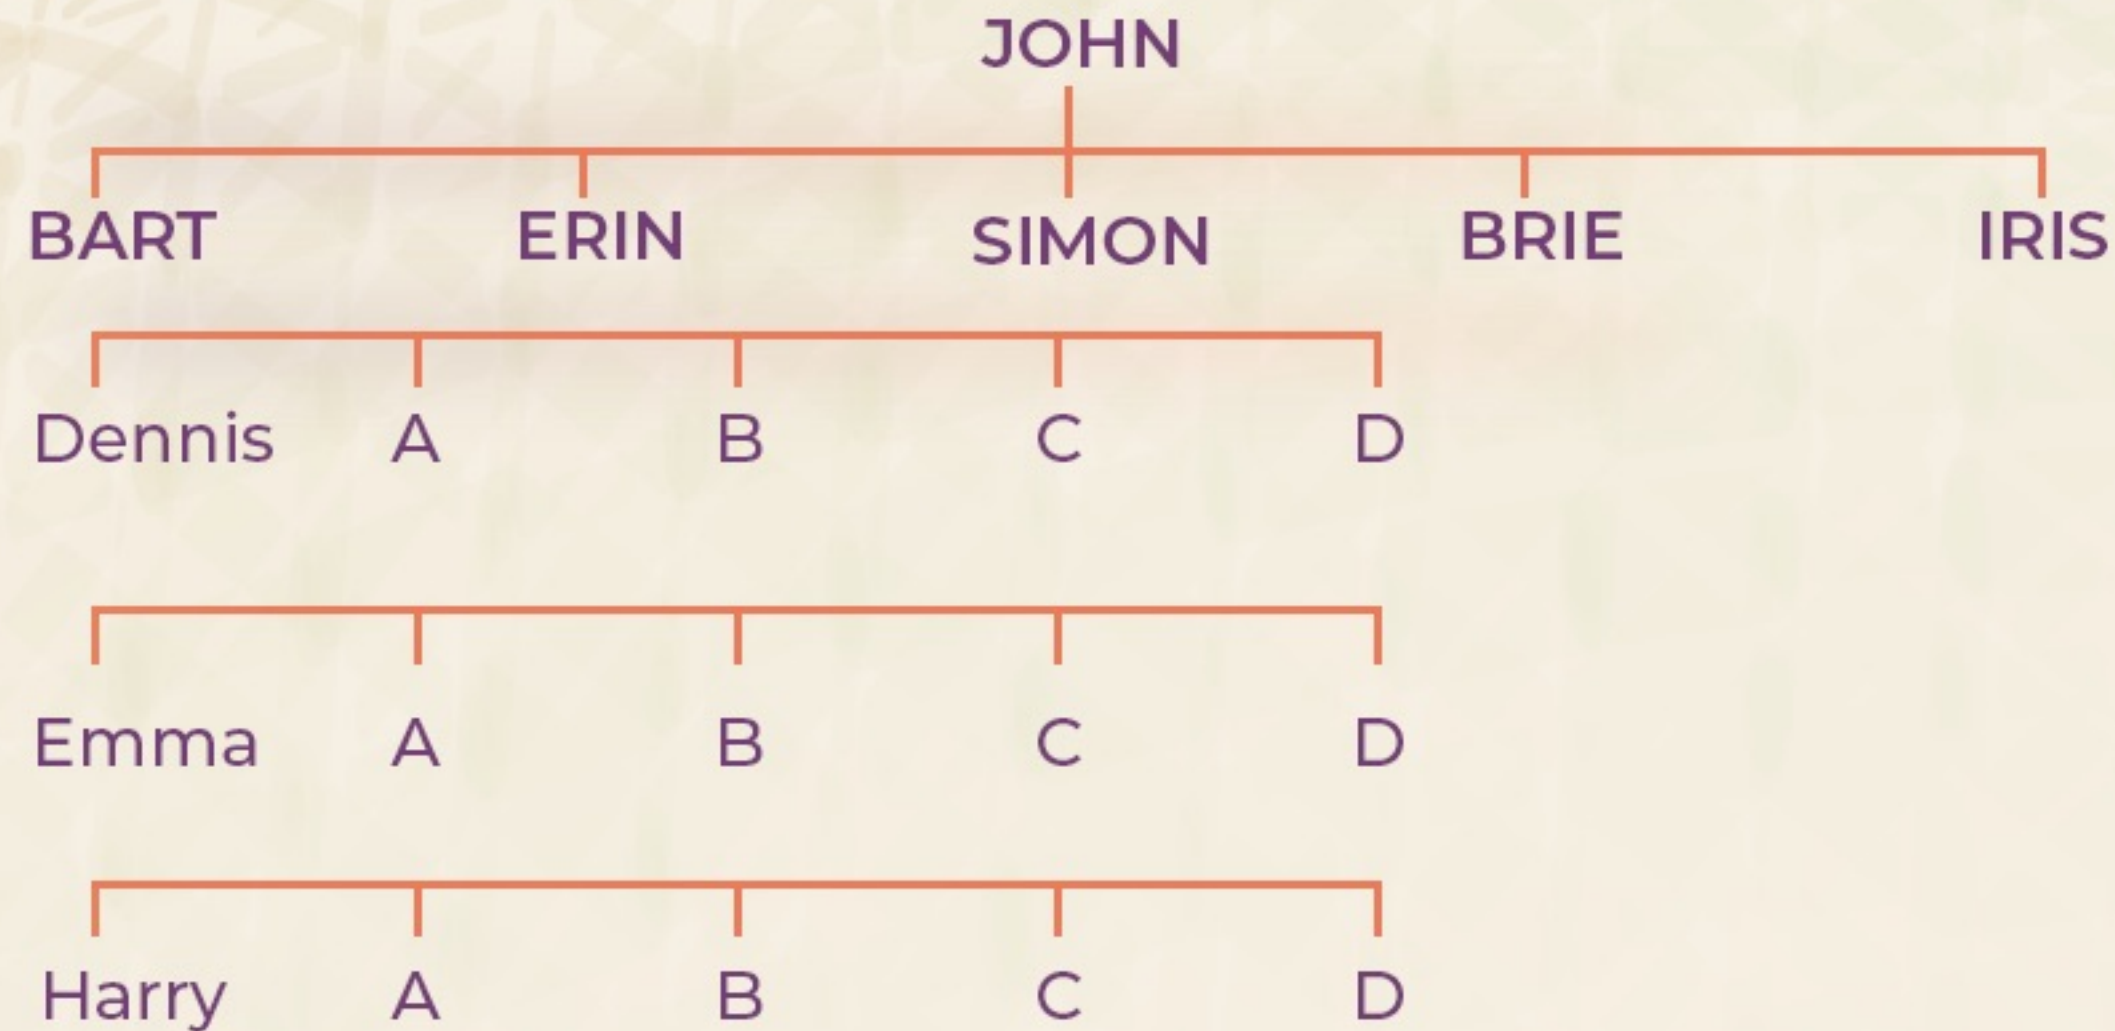 JOHN
BART ERIN SIMON BRIE IRIS
Dennis A B C D
Emma A B C D
Harry A B C D